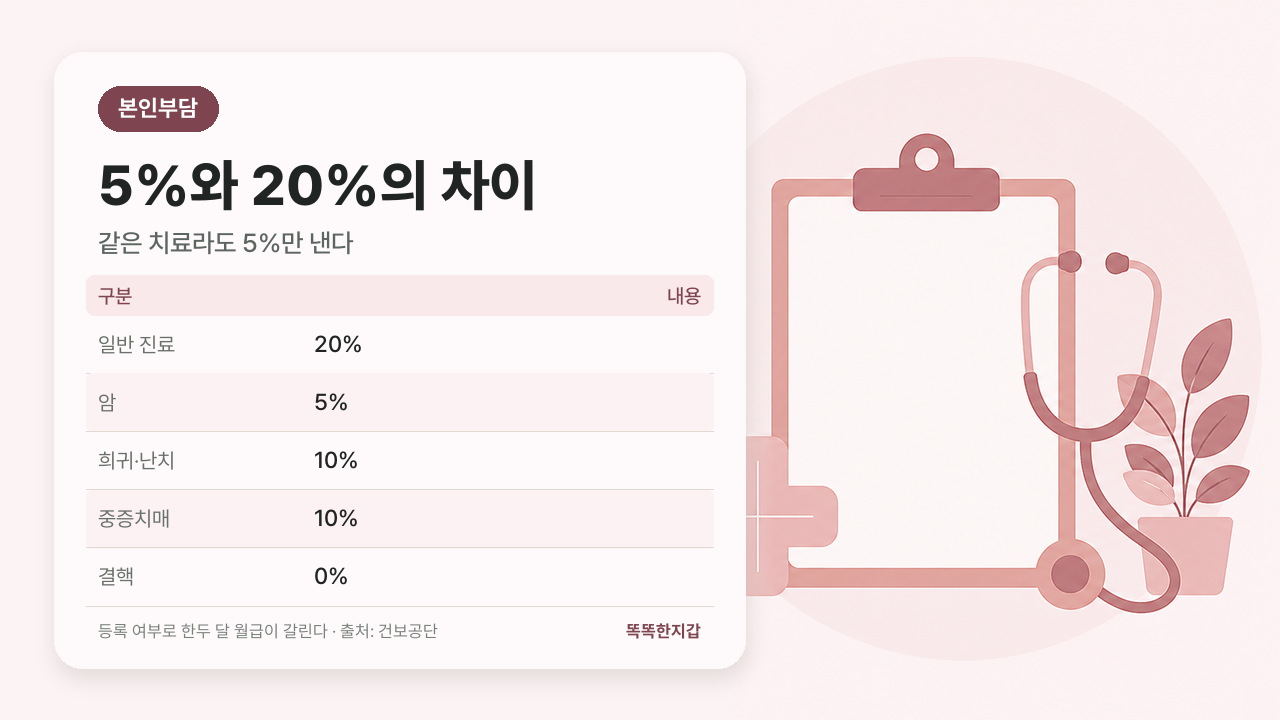 본인부담
5%와 20%의 차이
같은 치료라도 5%만 낸다
구분 내용
일반 진료 20%
암 5%
희귀·난치 10%
중증치매 10%
결핵 0%
등록 여부로 한두 달 월급이 갈린다 · 출처: 건보공단 똑똑한지갑